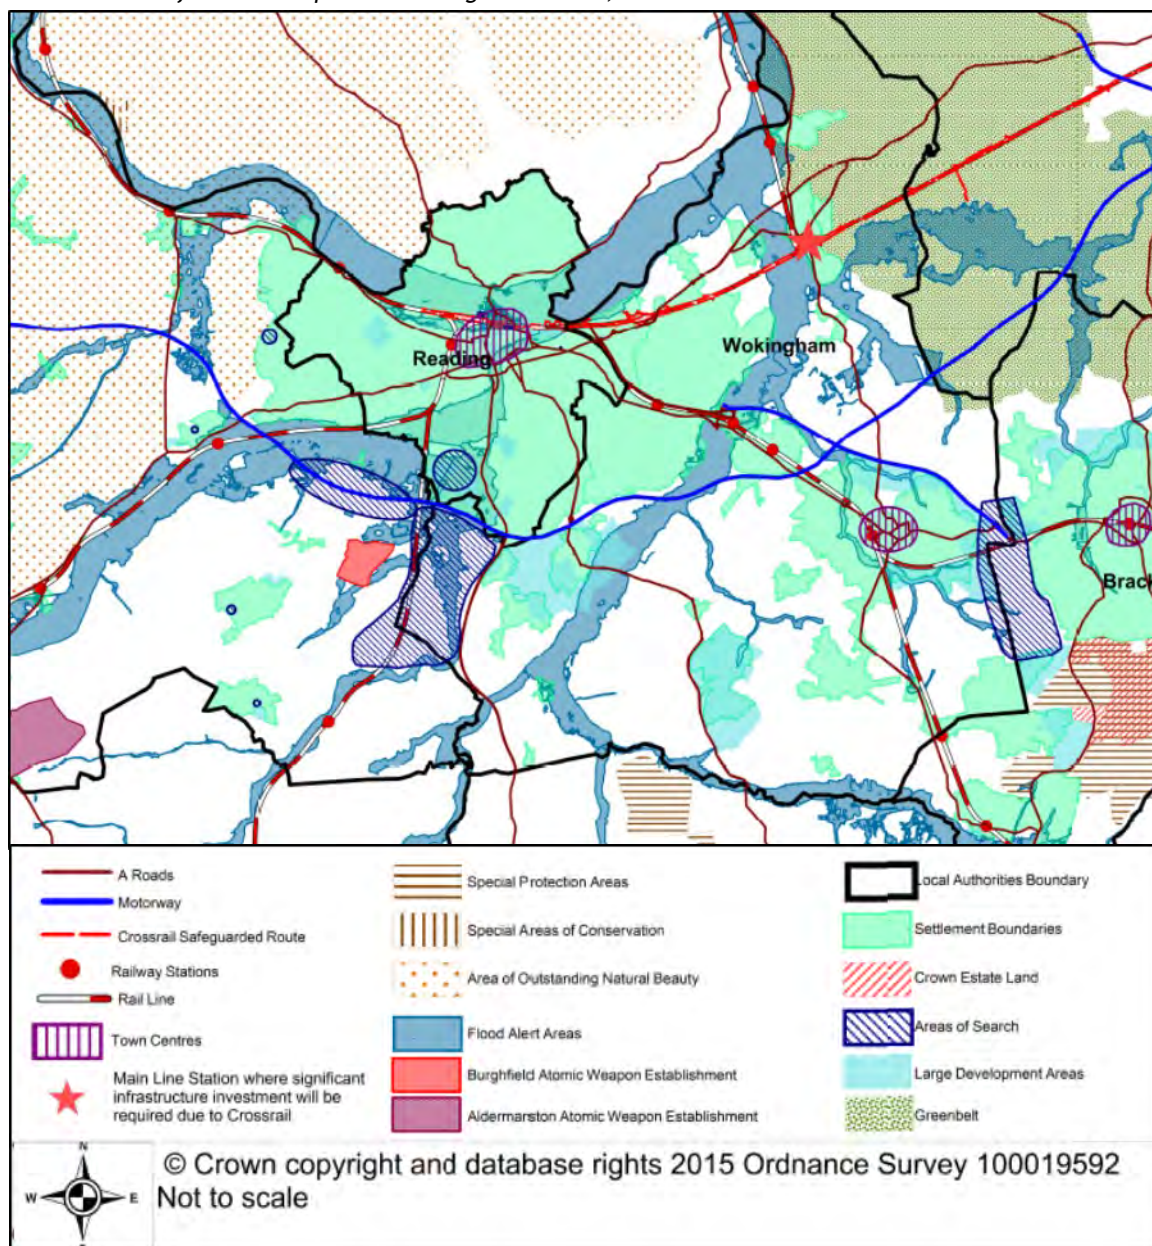 Reading
Wokingham
Brack
A Roads
Motorway
Crossrail Safeguarded Route
Railway Stations
Rail Line
Town Centres
Main Line Station where significant
infrastructure investment will be
required due to Crossrail
Special Protection Areas
Special Areas of Conservation
Area of Outstanding Natural Beauty
Flood Alert Areas
Burghfield Atomic Weapon Establishment
Aldermarston Atomic Weapon Establishment
Local Authorities Boundary
Settlement Boundaries
Crown Estate Land
Areas of Search
Large Development Areas
Greenbelt
N
W
E
© Crown copyright and database rights 2015 Ordnance Survey 100019592
Not to scale